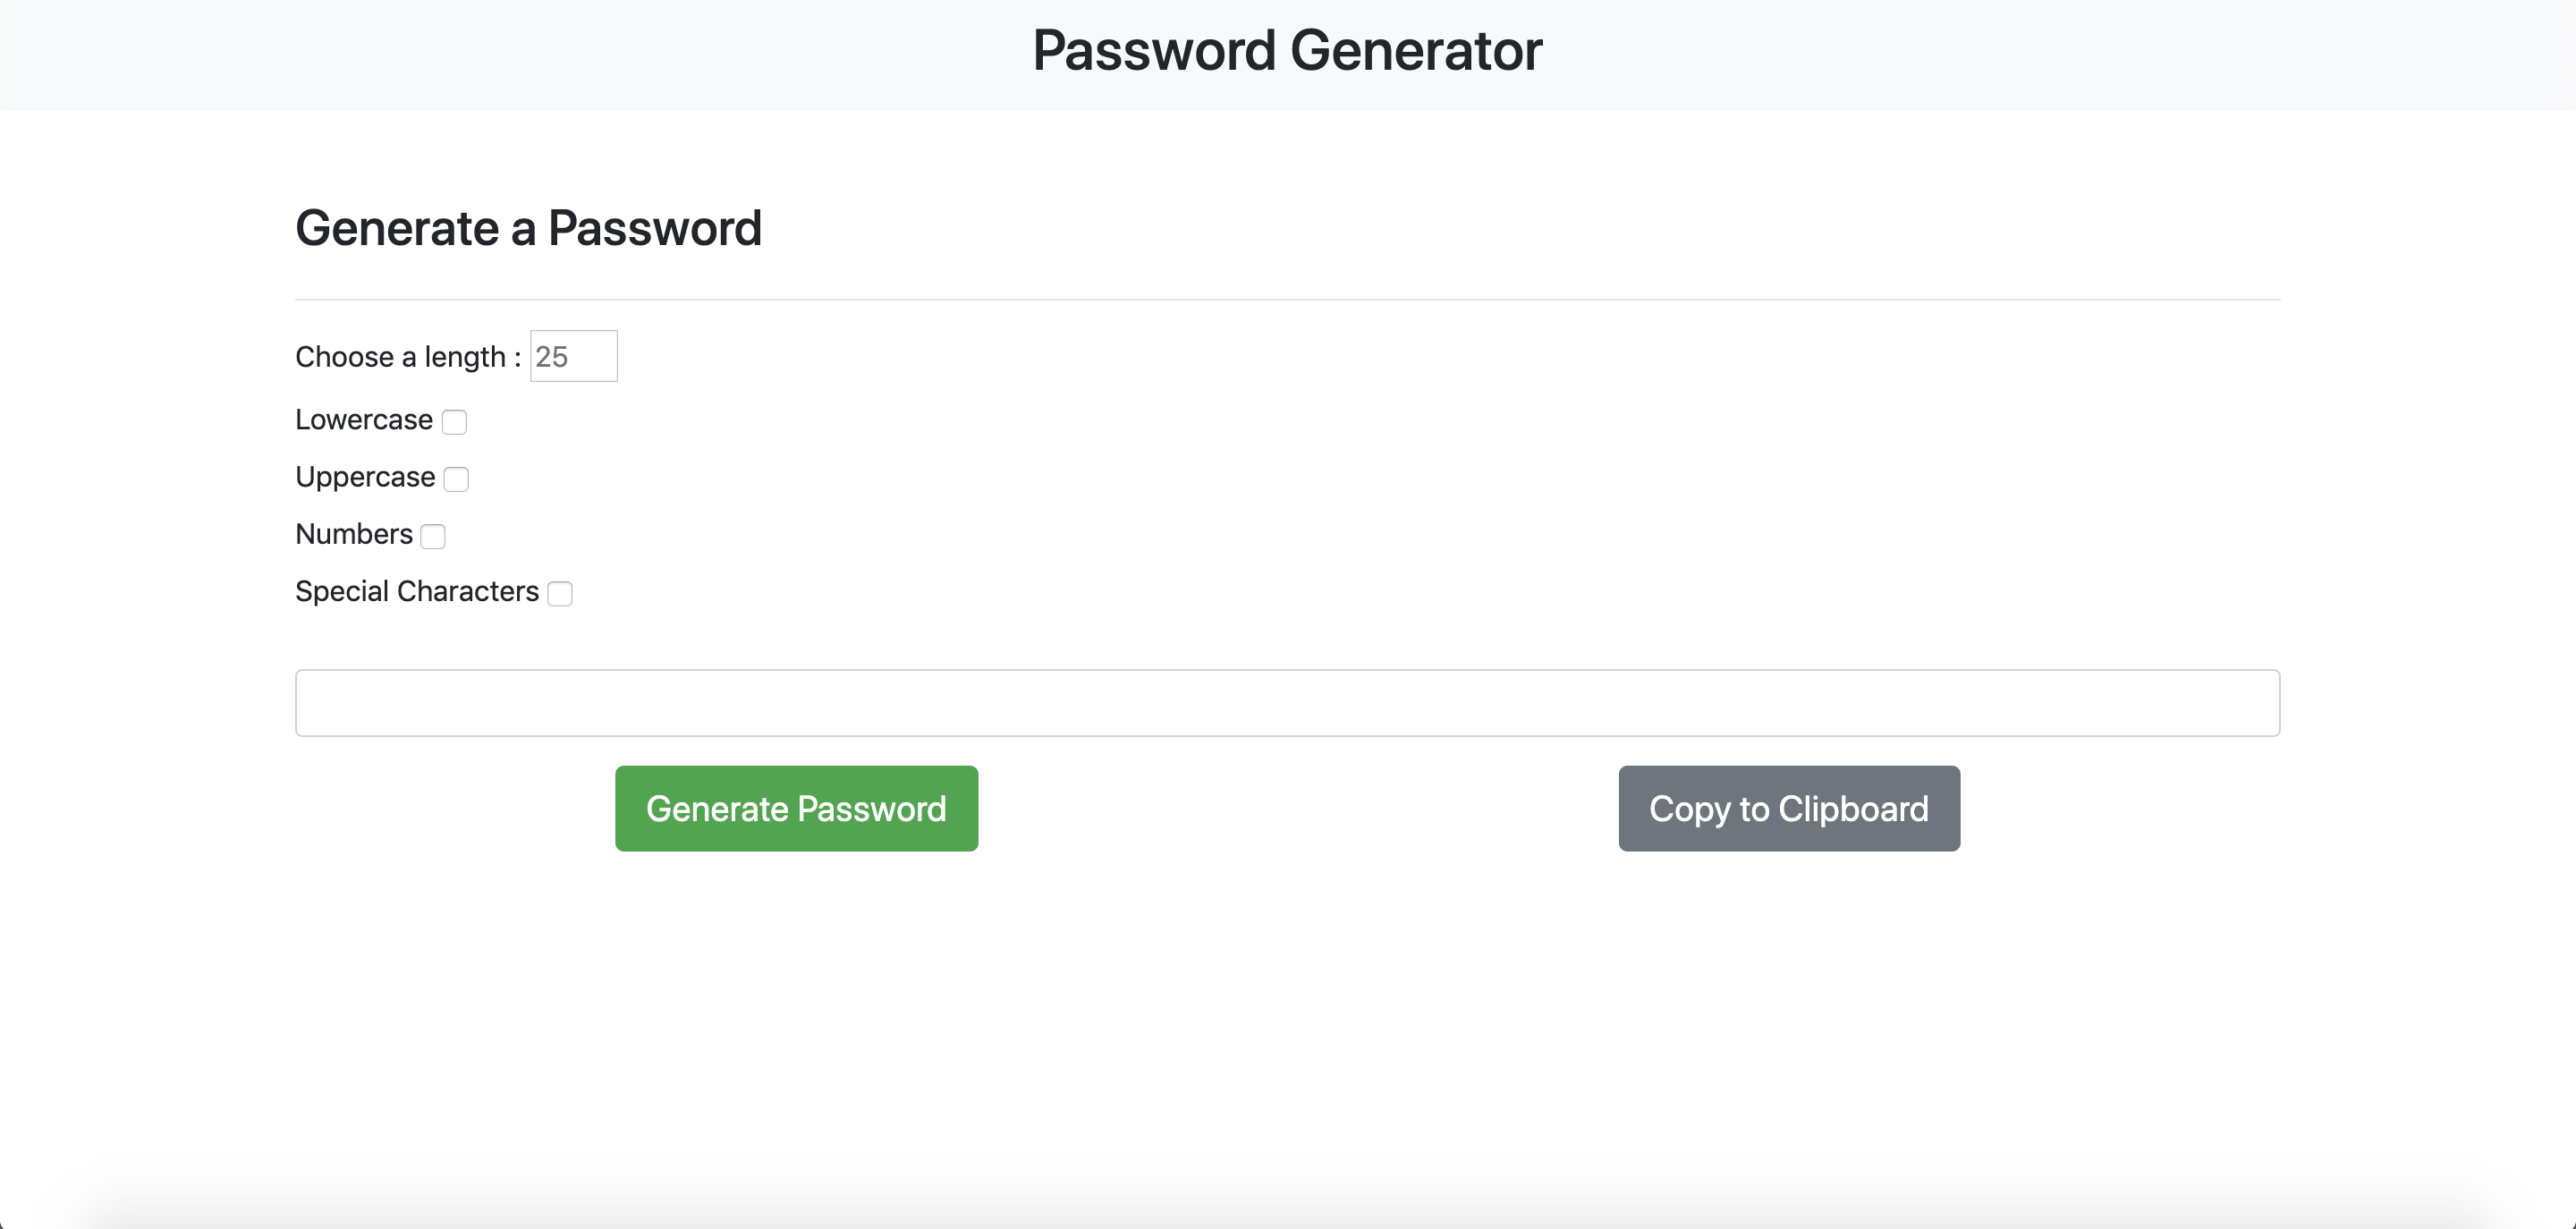 Password Generator
Generate a Password
Choose a length : 25
Lowercase
Uppercase
Numbers
Special Characters
Generate Password
Copy to Clipboard